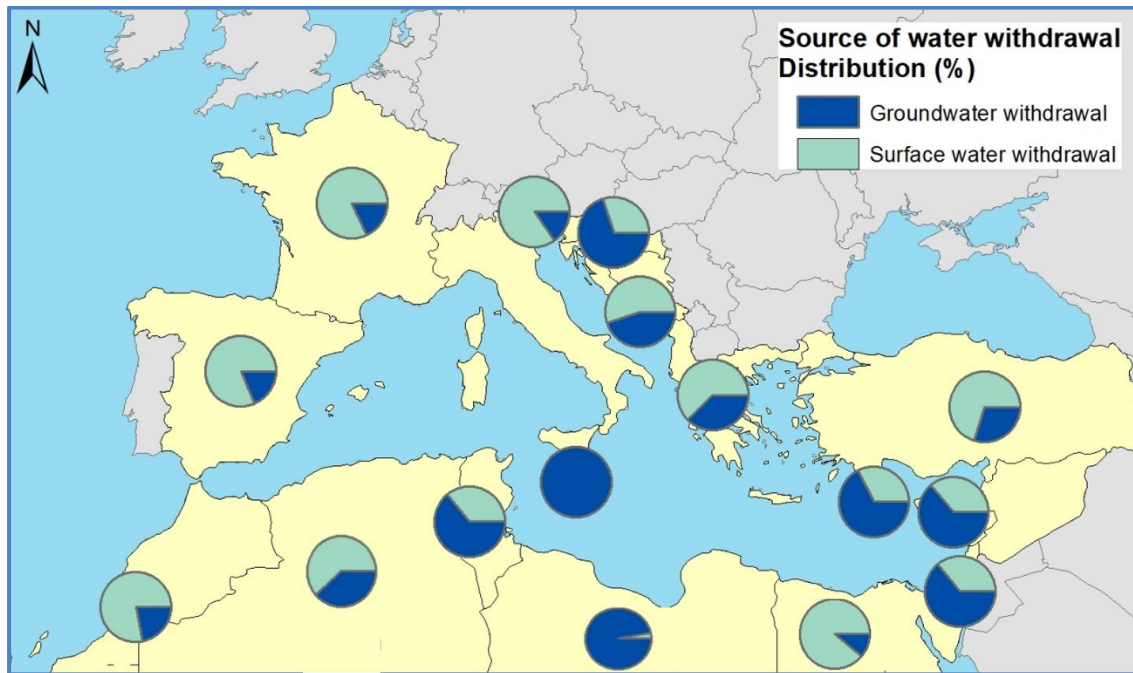 N
Source of water withdrawal
Distribution (%)
Groundwater withdrawal
Surface water withdrawal